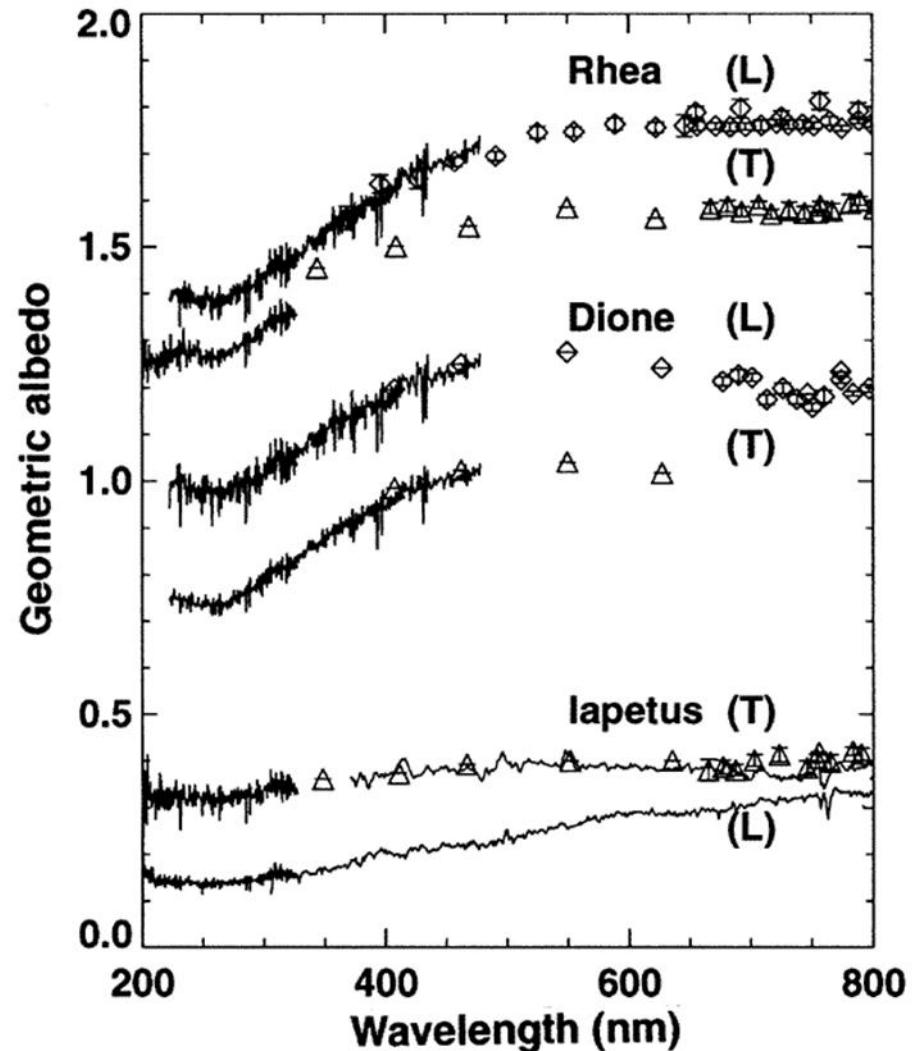 2.0
Rhea (L)
(T)
1.5
Dione (L)
1.0
(T)
0.5
Iapetus (T)
(L)
0.0
200 400 600 800
Geometric albedo
Wavelength (nm)